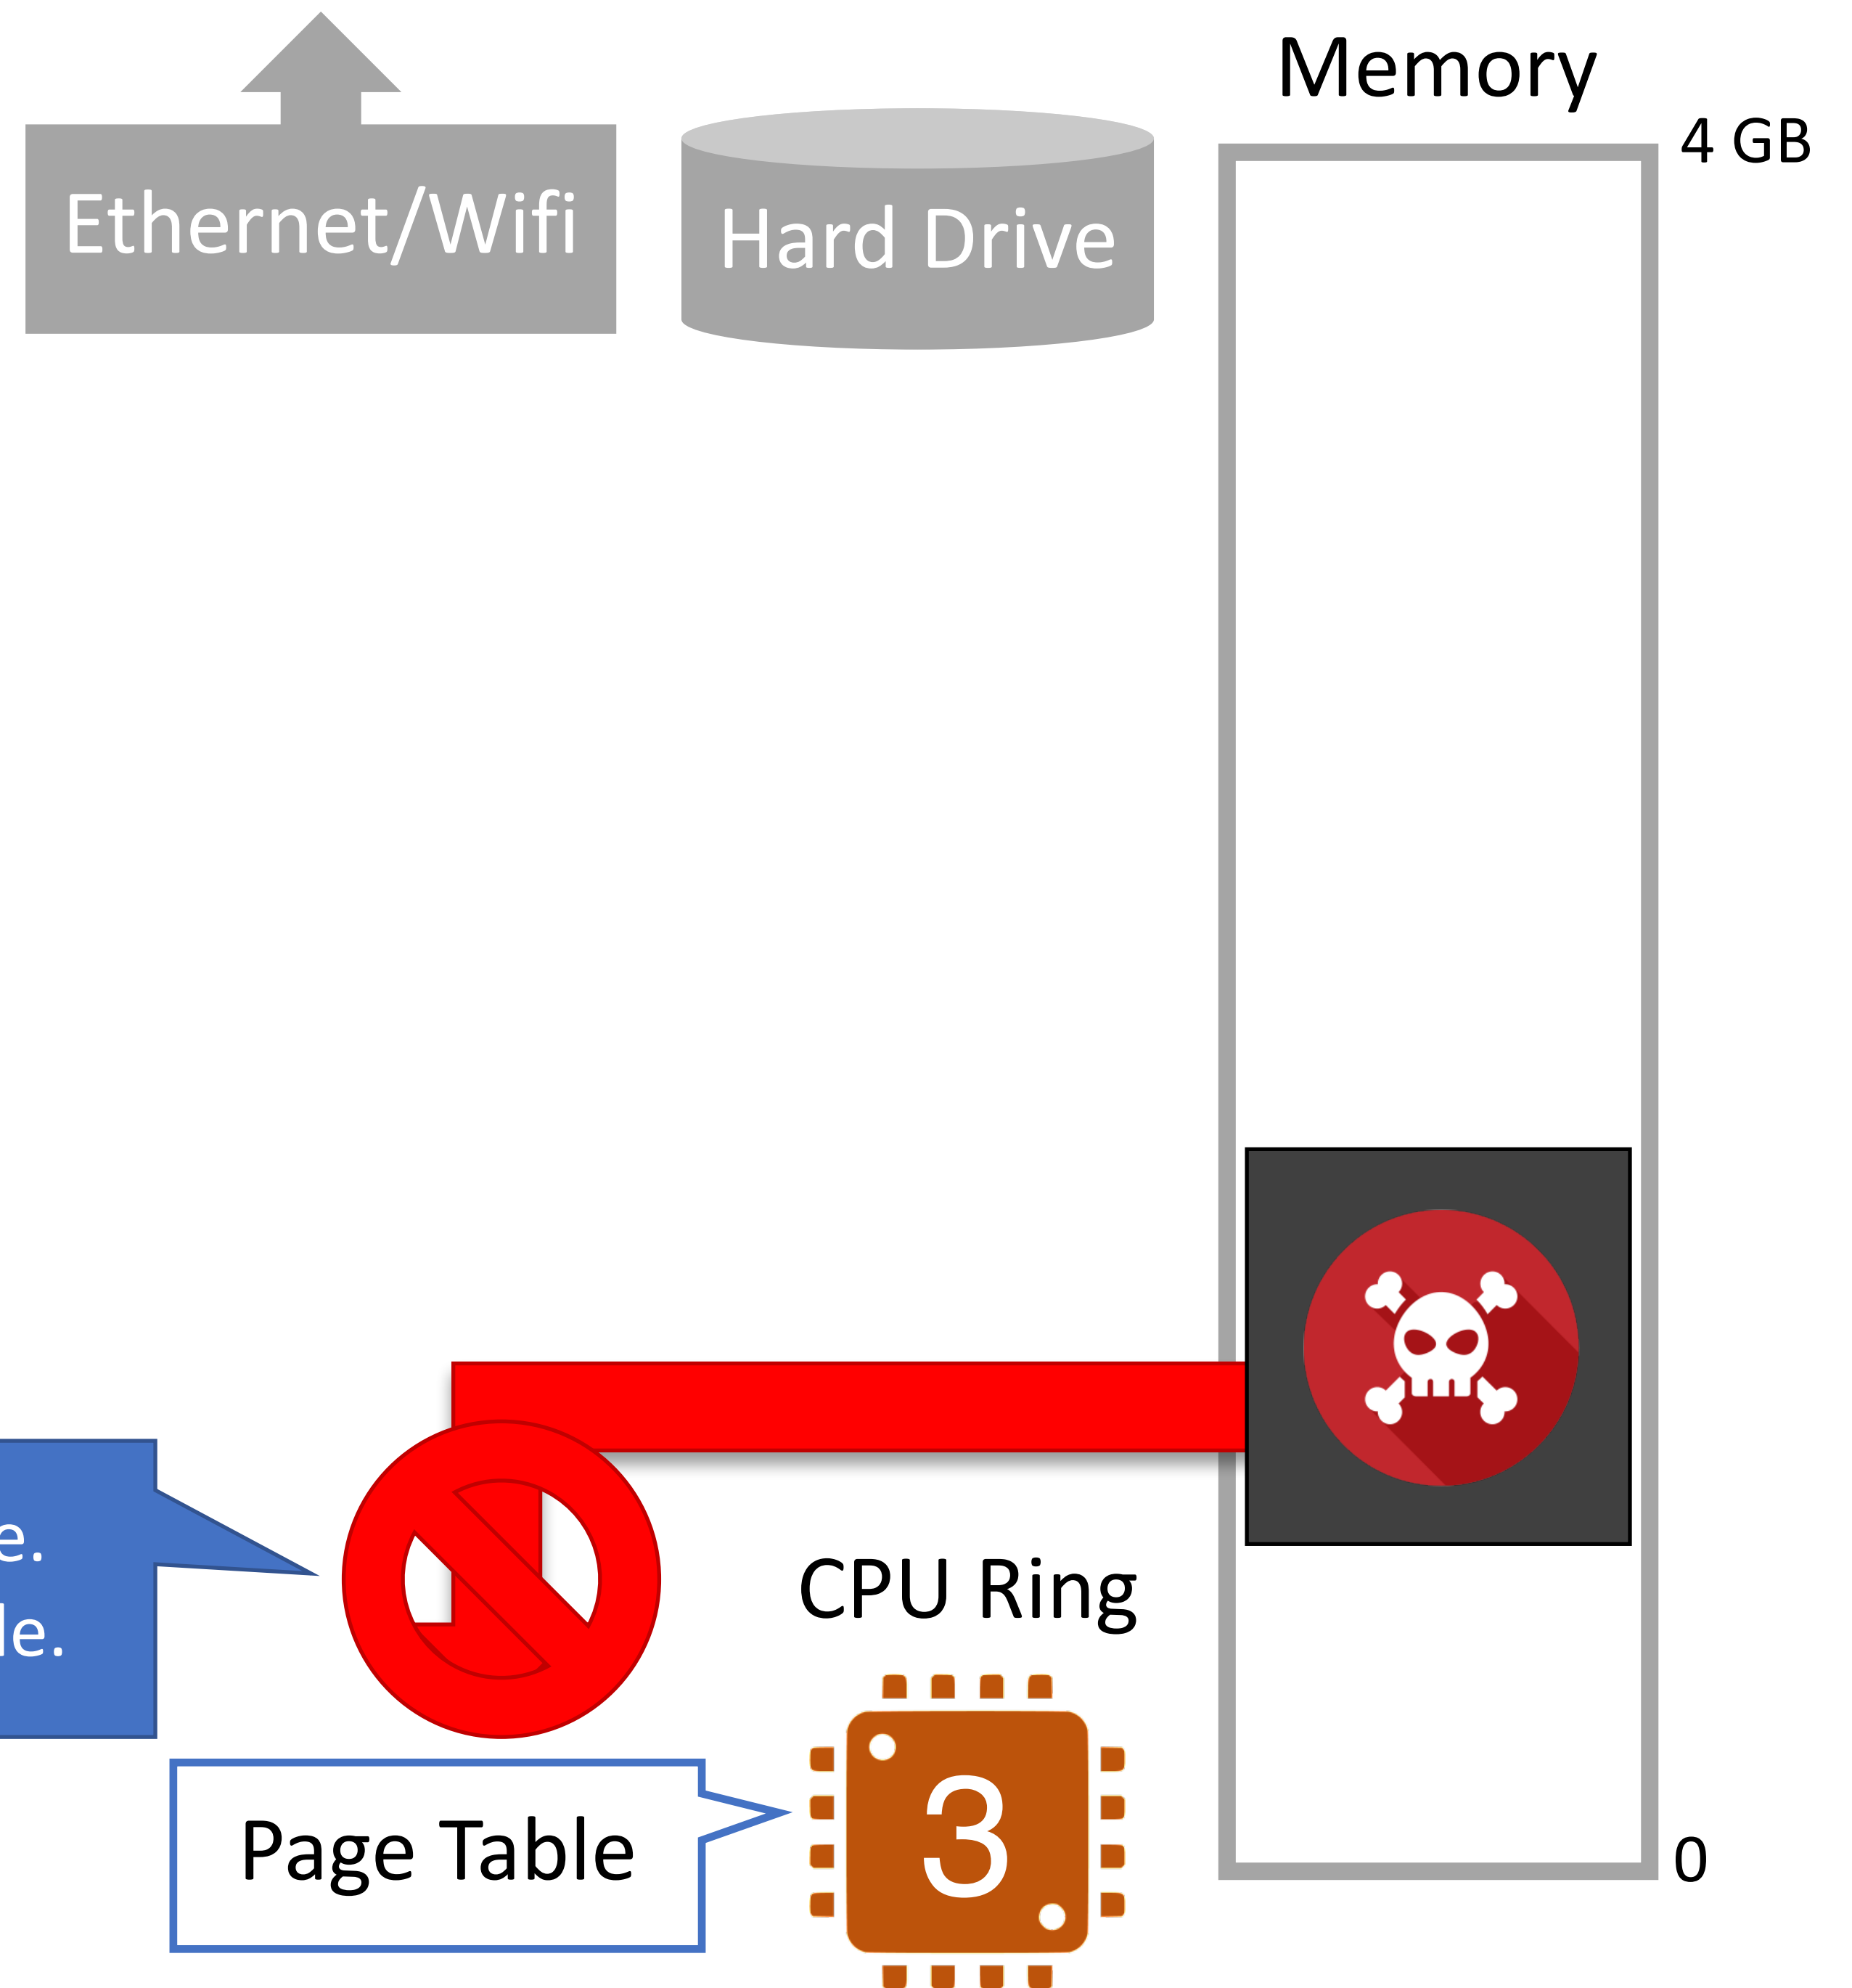 Memory
4 GB
Ethernet/Wifi
Hard Drive
CPU Ring
3
Page Table
0